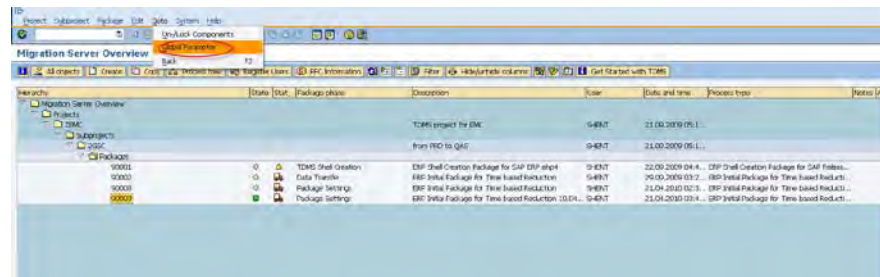 Project Subproject Package Edit Goto System Help
Un-/Lock Components
Global Parameter
Back F3
Migration Server Overview
All objects Create Copy Process Tree Register Users RFC Information Filter Hide/unhide columns Get Started with TDMS
Hierarchy Statu Stat. Package phase Description User Date and time Process type Notes
Migration Server Overview
Projects
TDMS project for EMC SHENT 21.09.2009 05:1...
Subprojects
from PRD to QAS SHENT 21.09.2009 05:1...
Packages
90001 TDMS Shell Creation ERP Shell Creation Package for SAP ERP ehp4 SHENT 22.09.2009 04:4... ERP Shell Creation Package for SAP Releas...
90002 Data Transfer ERP Initial Package for Time based Reduction SHENT 29.09.2009 03:2... ERP Initial Package for Time based Reducti...
90003 Package Settings ERP Initial Package for Time based Reduction SHENT 21.04.2010 02:3... ERP Initial Package for Time based Reducti...
Package Settings ERP Initial Package for Time based Reduction SHENT 21.04.2010 03:4... ERP Initial Package for Time based Reducti...